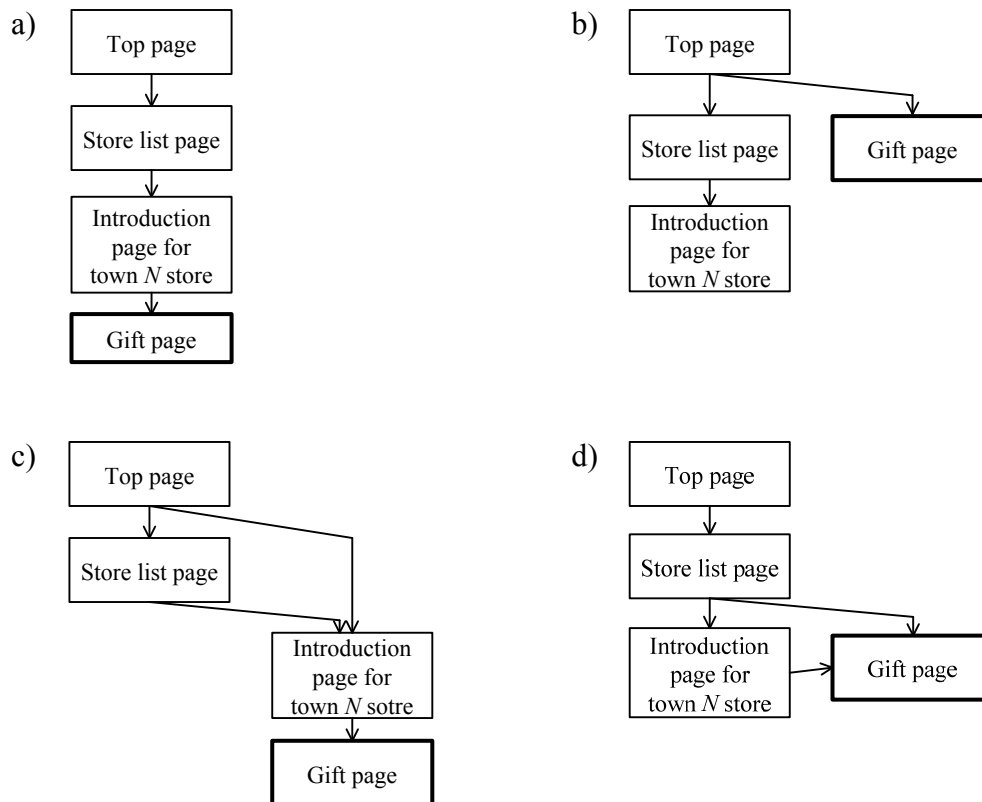 a)
Top page
Store list page
Introduction
page for
town N store
Gift page
b)
Top page
Store list page
Gift page
Introduction
page for
town N store
c)
Top page
Store list page
Introduction
page for
town N sotre
Gift page
d)
Top page
Store list page
Introduction
page for
town N store
Gift page